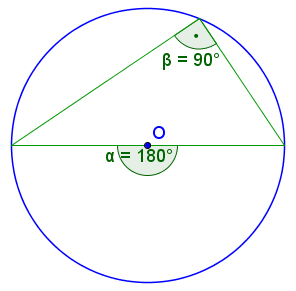 β = 90°
O
α = 180°